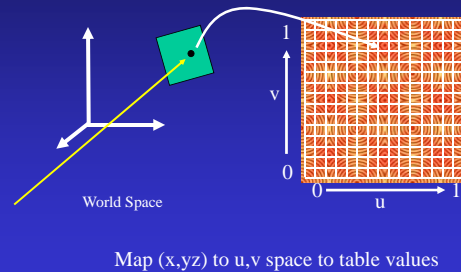 1
v
0
0
1
u
World Space
Map (x,yz) to u,v space to table values